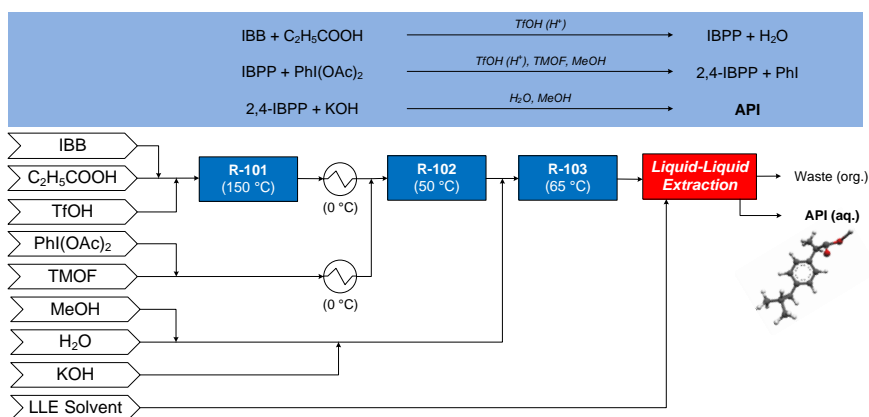 IBB + C₂H₅COOH
TfOH (H⁺)
IBPP + H₂O
IBPP + PhI(OAc)₂
TfOH (H⁺), TMOF, MeOH
2,4-IBPP + PhI
2,4-IBPP + KOH
H₂O, MeOH
API
IBB
C₂H₅COOH
TfOH
PhI(OAc)₂
TMOF
MeOH
H₂O
KOH
LLE Solvent
R-101
(150 °C)
(0 °C)
(0 °C)
R-102
(50 °C)
R-103
(65 °C)
Liquid-Liquid
Extraction
Waste (org.)
API (aq.)